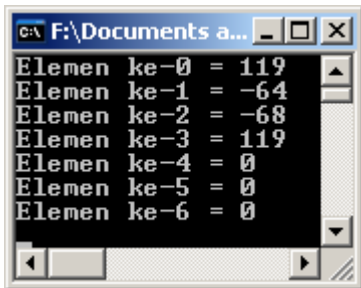 F:\Documents a...
Elemen ke-0 = 119
Elemen ke-1 = -64
Elemen ke-2 = -68
Elemen ke-3 = 119
Elemen ke-4 = 0
Elemen ke-5 = 0
Elemen ke-6 = 0